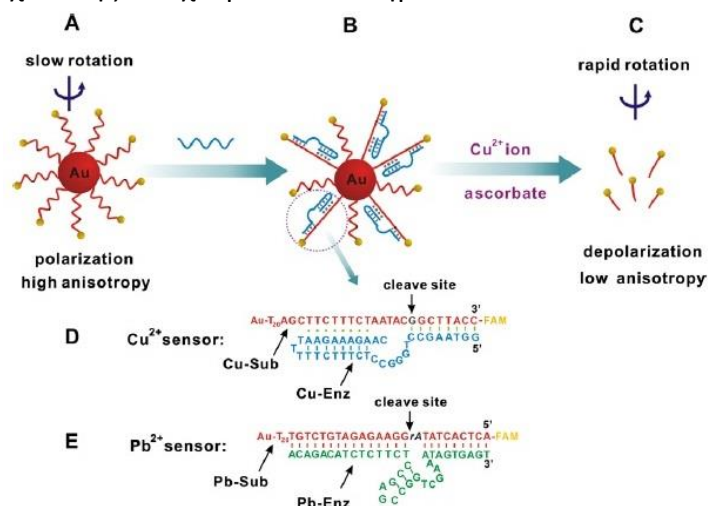 A
B
C
slow rotation
rapid rotation
Au
Au
Cu2+ ion
ascorbate
polarization
high anisotropy
depolarization
low anisotropy
cleave site
3'
Au-T20AGCTTCTTTCTAATACGGCTTACC-FAM
D
Cu2+ sensor:
TAAGAAAGAAC
CCGAATGG
5'
T
T
TTTCTTTCT
CCGGG
T
Cu-Sub
Cu-Enz
cleave site
5'
E
Pb2+ sensor:
Au-T20TGTCTGTAGAGAAGGrATATCACTCA-FAM
ACAGACATCTCTTCT
ATAGTGAGT
3'
Pb-Sub
Pb-Enz